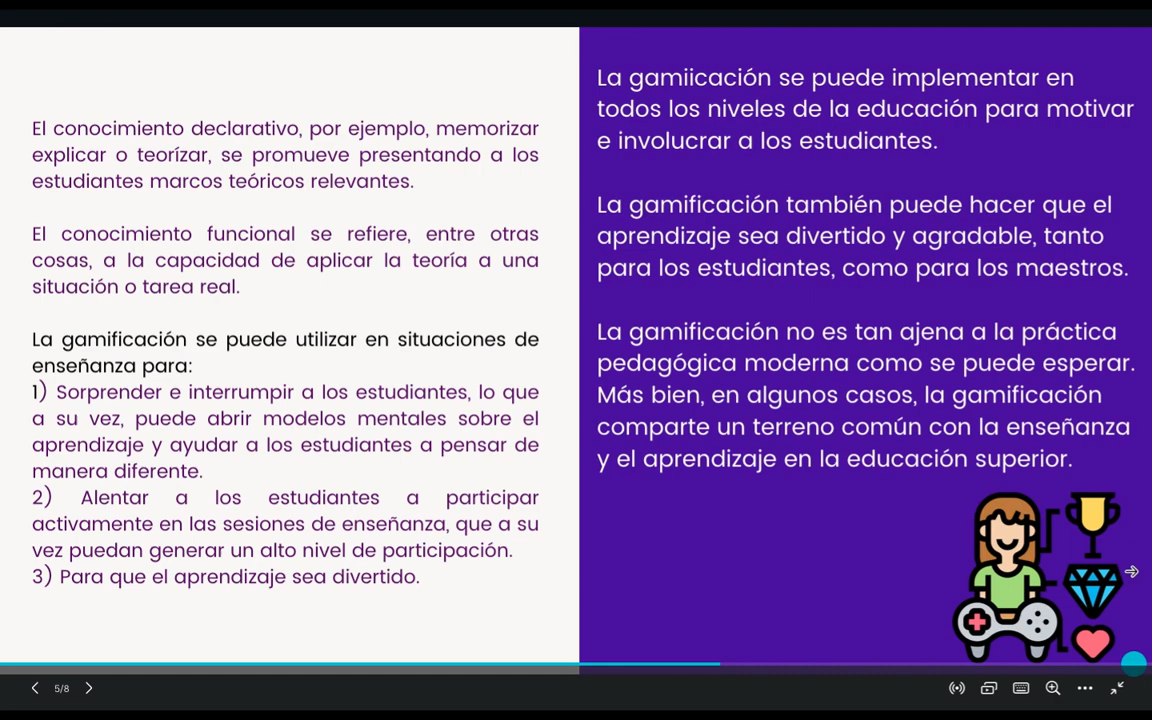 El conocimiento declarativo, por ejemplo, memorizar
explicar o teorízar, se promueve presentando a los
estudiantes marcos teóricos relevantes.
El conocimiento funcional se refiere, entre otras
cosas, a la capacidad de aplicar la teoría a una
situación o tarea real.
La gamificación se puede utilizar en situaciones de
enseñanza para:
1) Sorprender e interrumpir a los estudiantes, lo que
a su vez, puede abrir modelos mentales sobre el
aprendizaje y ayudar a los estudiantes a pensar de
manera diferente.
2) Alentar a los estudiantes a participar
activamente en las sesiones de enseñanza, que a su
vez puedan generar un alto nivel de participación.
3) Para que el aprendizaje sea divertido.
La gamiicación se puede implementar en
todos los niveles de la educación para motivar
e involucrar a los estudiantes.
La gamificación también puede hacer que el
aprendizaje sea divertido y agradable, tanto
para los estudiantes, como para los maestros.
La gamificación no es tan ajena a la práctica
pedagógica moderna como se puede esperar.
Más bien, en algunos casos, la gamificación
comparte un terreno común con la enseñanza
y el aprendizaje en la educación superior.
5/8